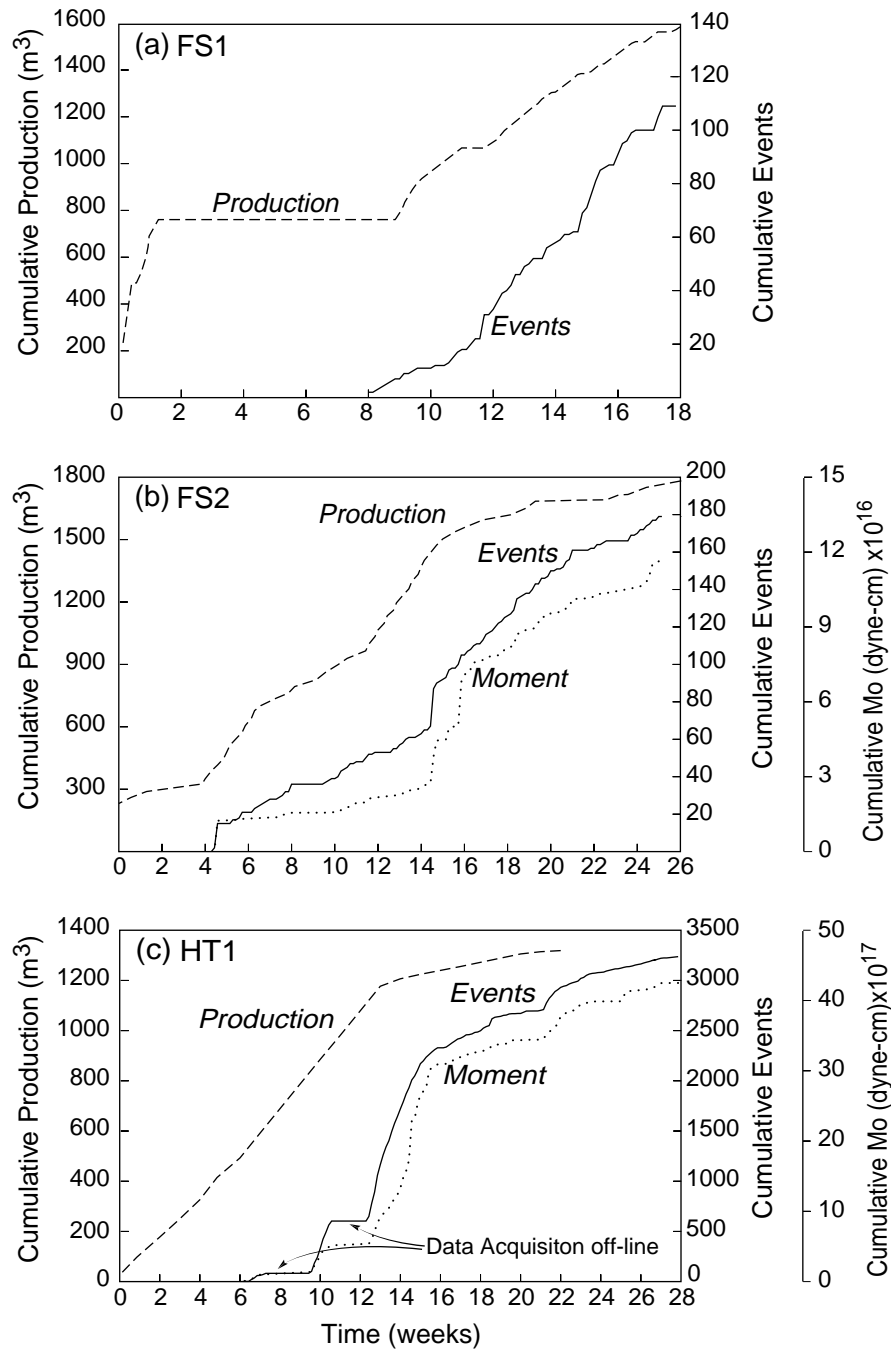 (a) FS1
Cumulative Production (m³)
1600
1400
1200
1000
800
600
400
200
Production
Events
140
120
100
80
60
40
20
Cumulative Events
0 2 4 6 8 10 12 14 16 18
(b) FS2
Cumulative Production (m³)
1800
1500
1200
900
600
300
Production
Events
Moment
200
180
160
140
120
100
80
60
40
20
Cumulative Events
15
12
9
6
3
0
Cumulative Mo (dyne-cm) x10¹⁶
0 2 4 6 8 10 12 14 16 18 20 22 24 26
(c) HT1
Cumulative Production (m³)
1400
1200
1000
800
600
400
200
0
Production
Events
Moment
Data Acquisiton off-line
3500
3000
2500
2000
1500
1000
500
0
Cumulative Events
50
40
30
20
10
0
Cumulative Mo (dyne-cm)x10¹⁷
0 2 4 6 8 10 12 14 16 18 20 22 24 26 28
Time (weeks)